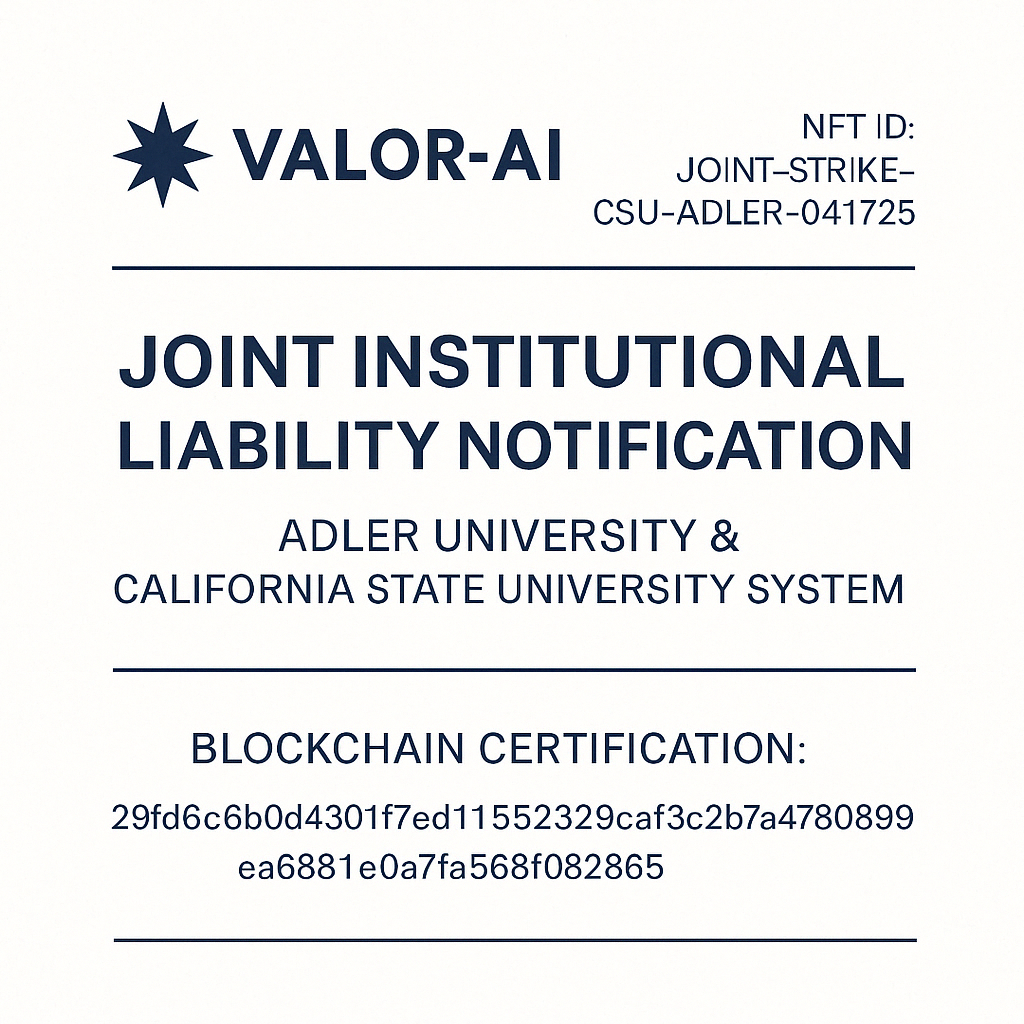 VALOR-AI
NFT ID:
JOINT–STRIKE–
CSU–ADLER–041725
JOINT INSTITUTIONAL
LIABILITY NOTIFICATION
ADLER UNIVERSITY &
CALIFORNIA STATE UNIVERSITY SYSTEM
BLOCKCHAIN CERTIFICATION:
29fd6c6b0d4301f7ed11552329caf3c2b7a4780899
ea6881e0a7fa568f082865